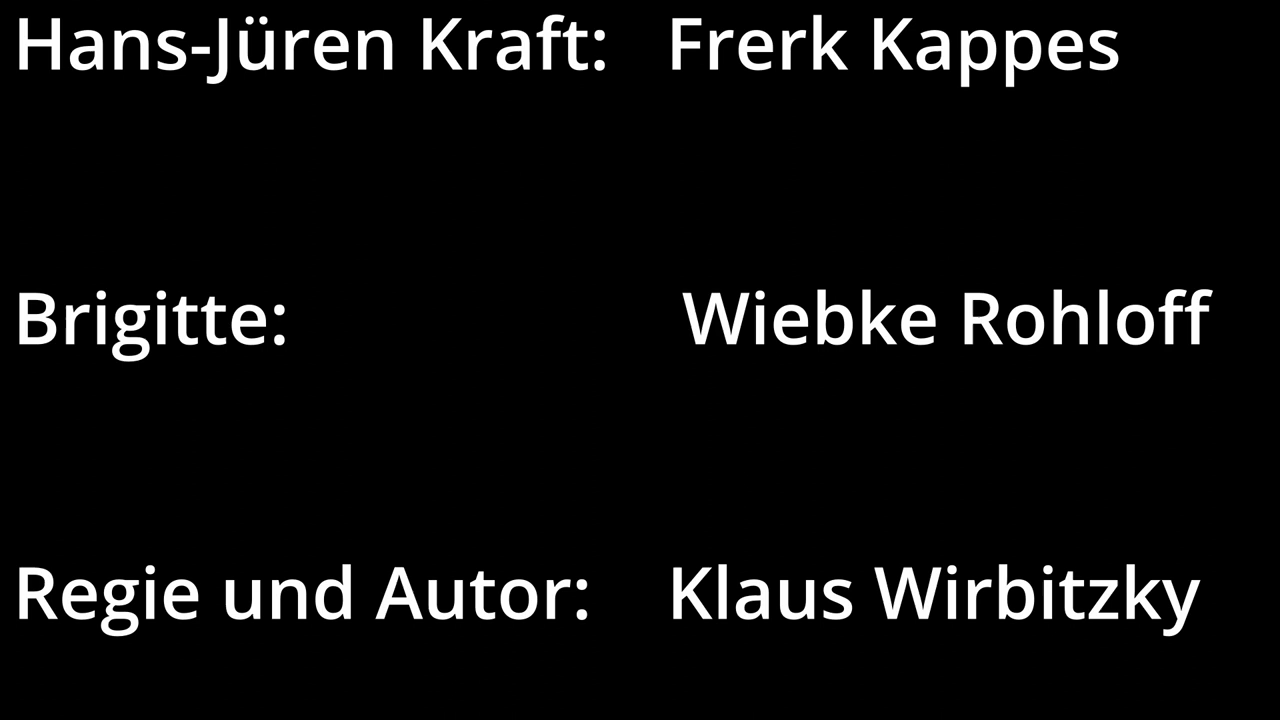 Hans-Jüren Kraft: Frerk Kappes
Brigitte: Wiebke Rohloff
Regie und Autor: Klaus Wirbitzky